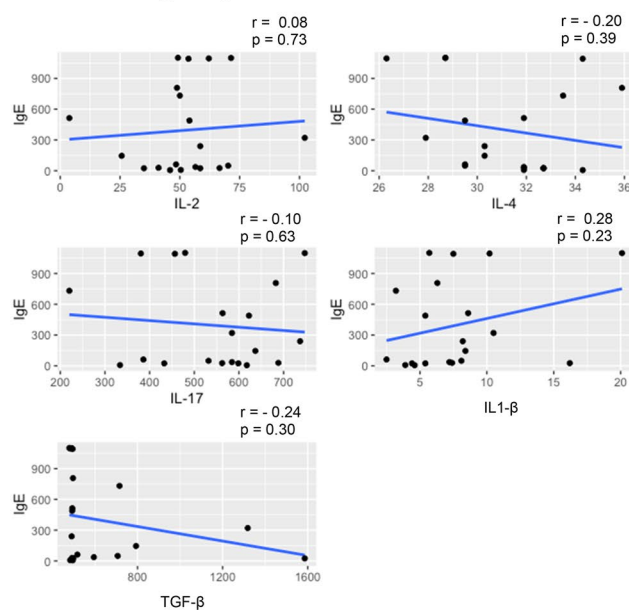 r = 0.08
p = 0.73
IgE
900
600
300
0
0 25 50 75 100
IL-2
r = - 0.20
p = 0.39
IgE
900
600
300
0
26 28 30 32 34 36
IL-4
r = - 0.10
p = 0.63
IgE
900
600
300
0
200 300 400 500 600 700
IL-17
r = 0.28
p = 0.23
IgE
900
600
300
0
5 10 15 20
IL1-β
r = - 0.24
p = 0.30
IgE
900
600
300
0
800 1200 1600
TGF-β